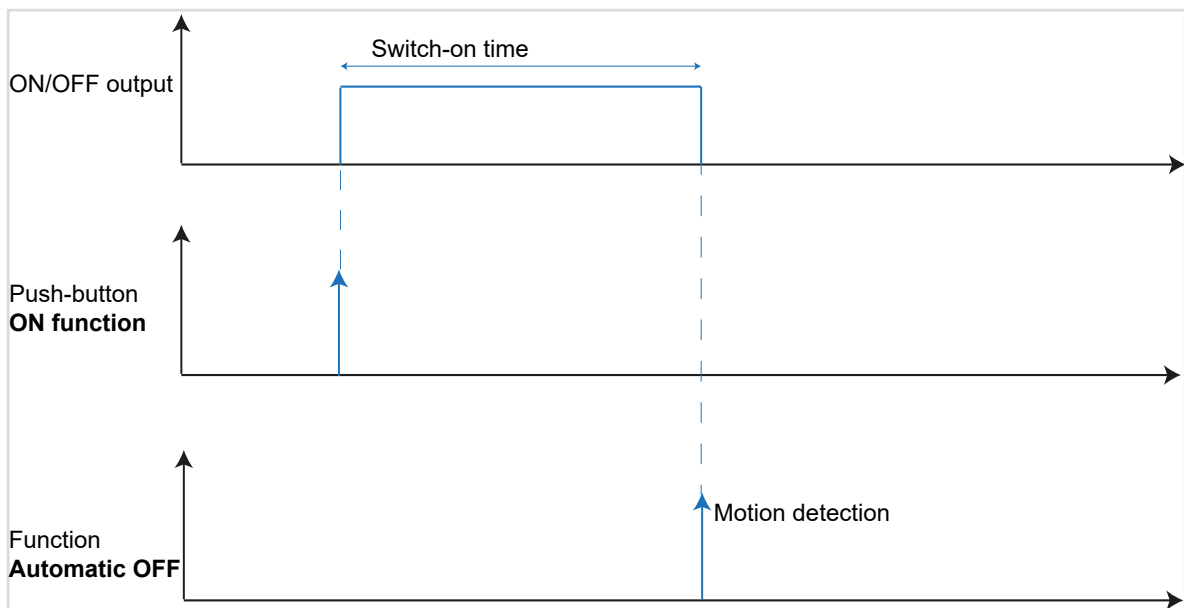 Switch-on time
ON/OFF output
Push-button
ON function
Motion detection
Function
Automatic OFF